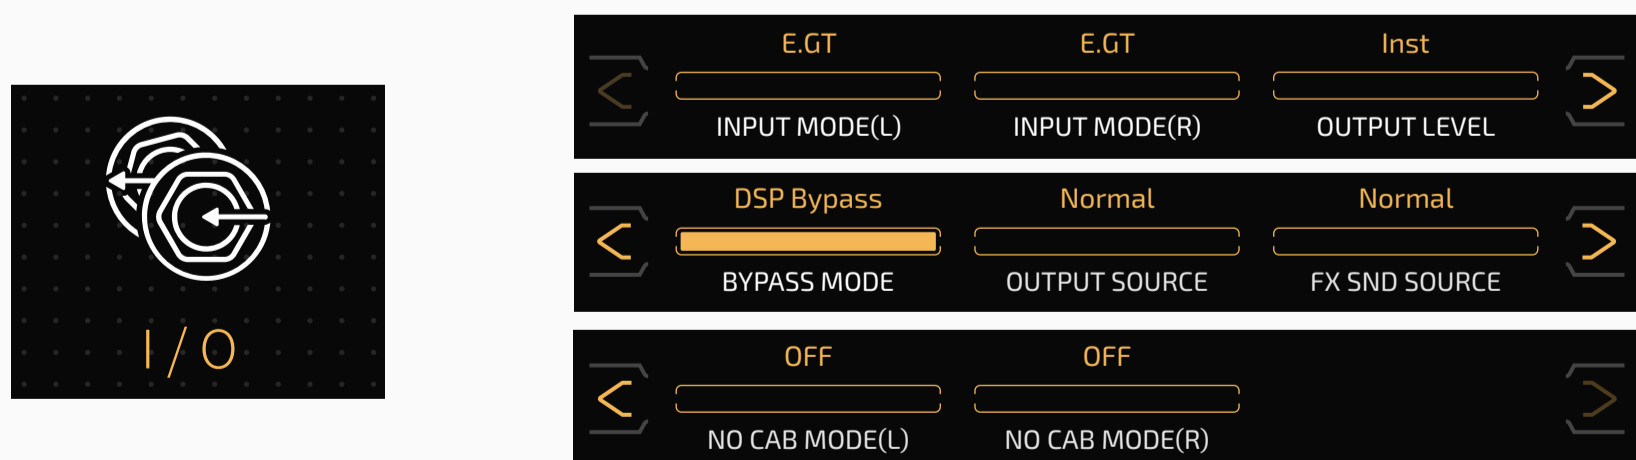 I/O
E.GT E.GT Inst
INPUT MODE(L) INPUT MODE(R) OUTPUT LEVEL
DSP Bypass Normal Normal
BYPASS MODE OUTPUT SOURCE FX SND SOURCE
OFF OFF
NO CAB MODE(L) NO CAB MODE(R)